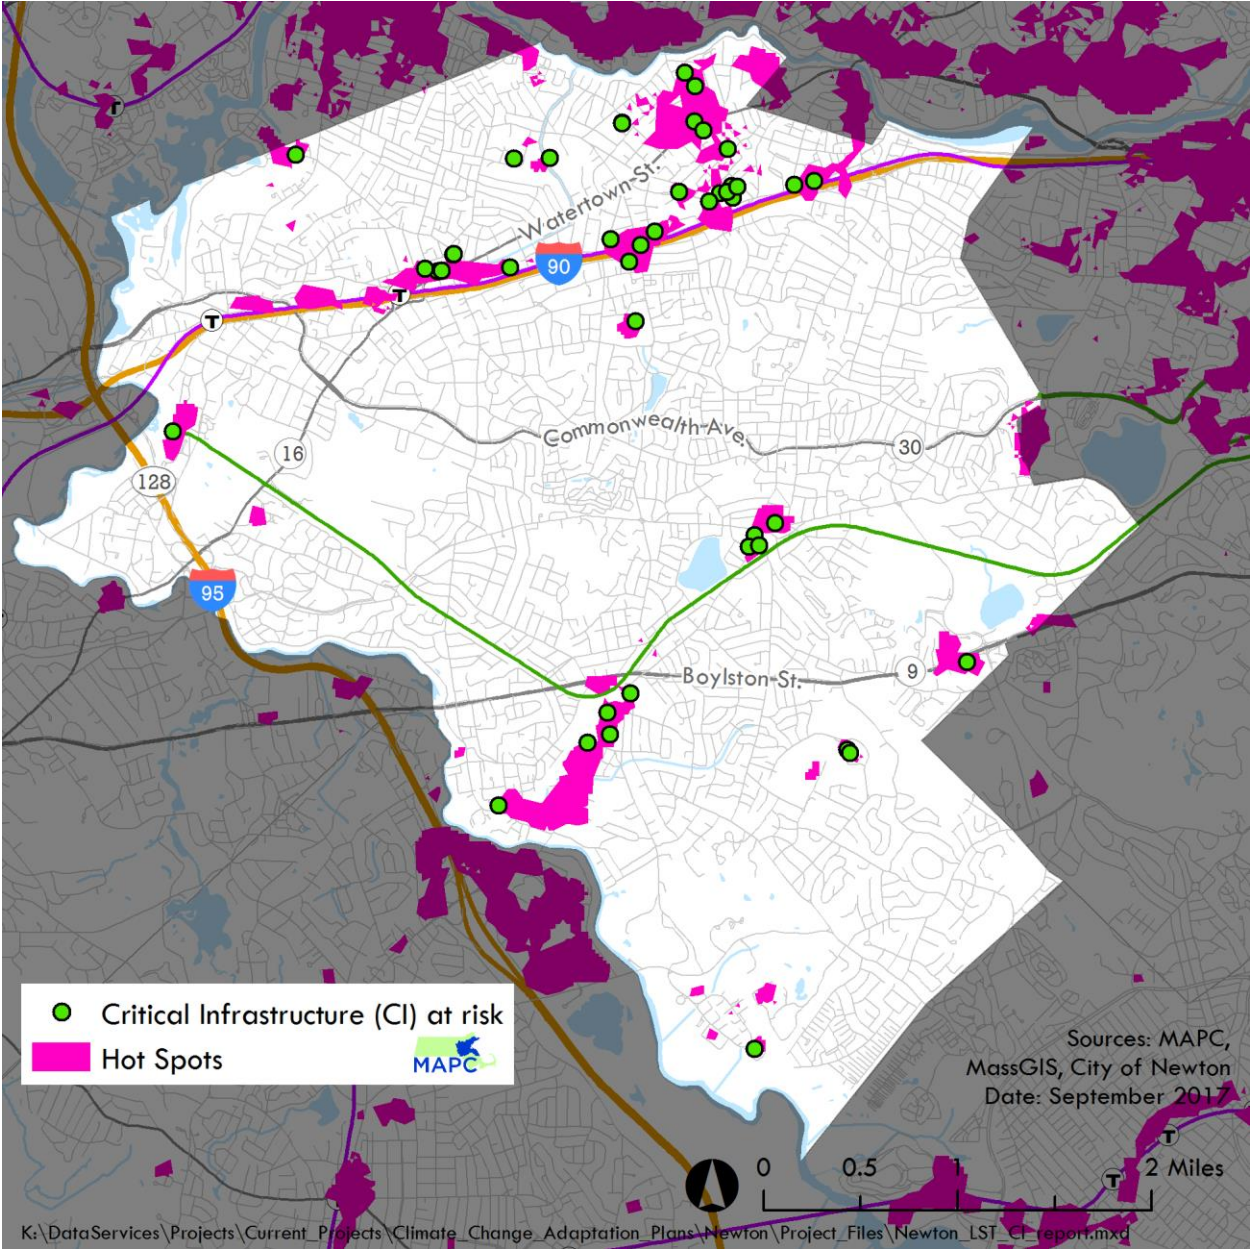 T
Watertown St.
90
T
T
Commonwealth Ave.
30
16
128
95
Boylston St.
9
Critical Infrastructure (CI) at risk
Hot Spots
MAPC
Sources: MAPC,
MassGIS, City of Newton
Date: September 2017
T
T
0 0.5 1 2 Miles
K:\DataServices\Projects\Current_Projects\Climate_Change_Adaptation_Plans\Newton\Project_Files\Newton_LST_CI_report.mxd